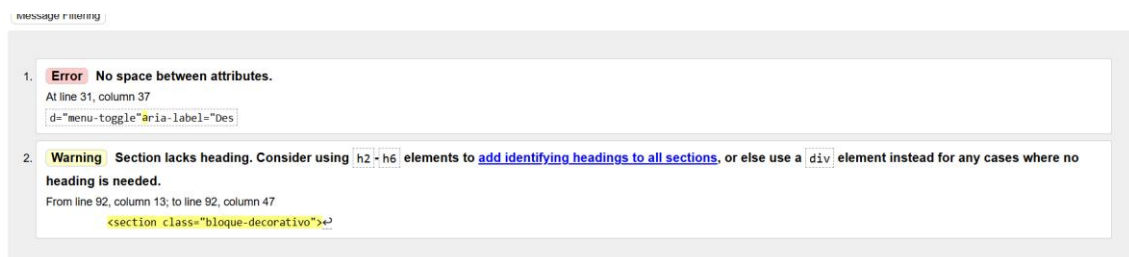 Message Filtering
1. Error No space between attributes.
At line 31, column 37
d="menu-toggle"aria-label="Des
2. Warning Section lacks heading. Consider using h2-h6 elements to add identifying headings to all sections, or else use a div element instead for any cases where no
heading is needed.
From line 92, column 13; to line 92, column 47
<section class="bloque-decorativo">↩